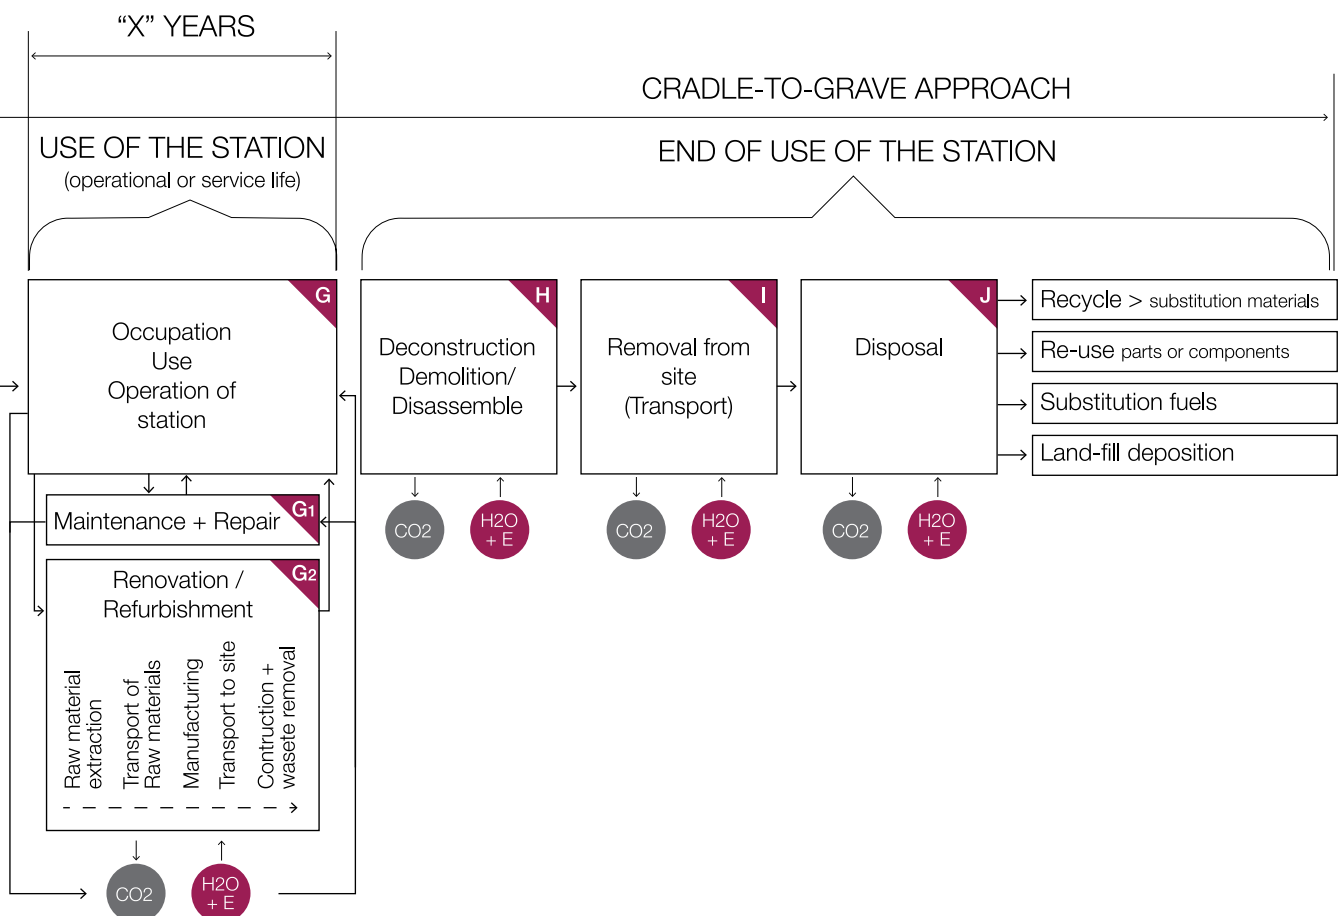 “X” YEARS
CRADLE-TO-GRAVE APPROACH
USE OF THE STATION
(operational or service life)
END OF USE OF THE STATION
G
Occupation
Use
Operation of
station
H
Deconstruction
Demolition/
Disassemble
I
Removal from
site
(Transport)
J
Disposal
Recycle > substitution materials
Re-use parts or components
Substitution fuels
Land-fill deposition
Maintenance + Repair
G1
CO2
H2O
+ E
CO2
H2O
+ E
CO2
H2O
+ E
G2
Renovation /
Refurbishment
Raw material
extraction
Transport of
Raw materials
Manufacturing
Transport to site
Contruction +
wasete removal
CO2
H2O
+ E